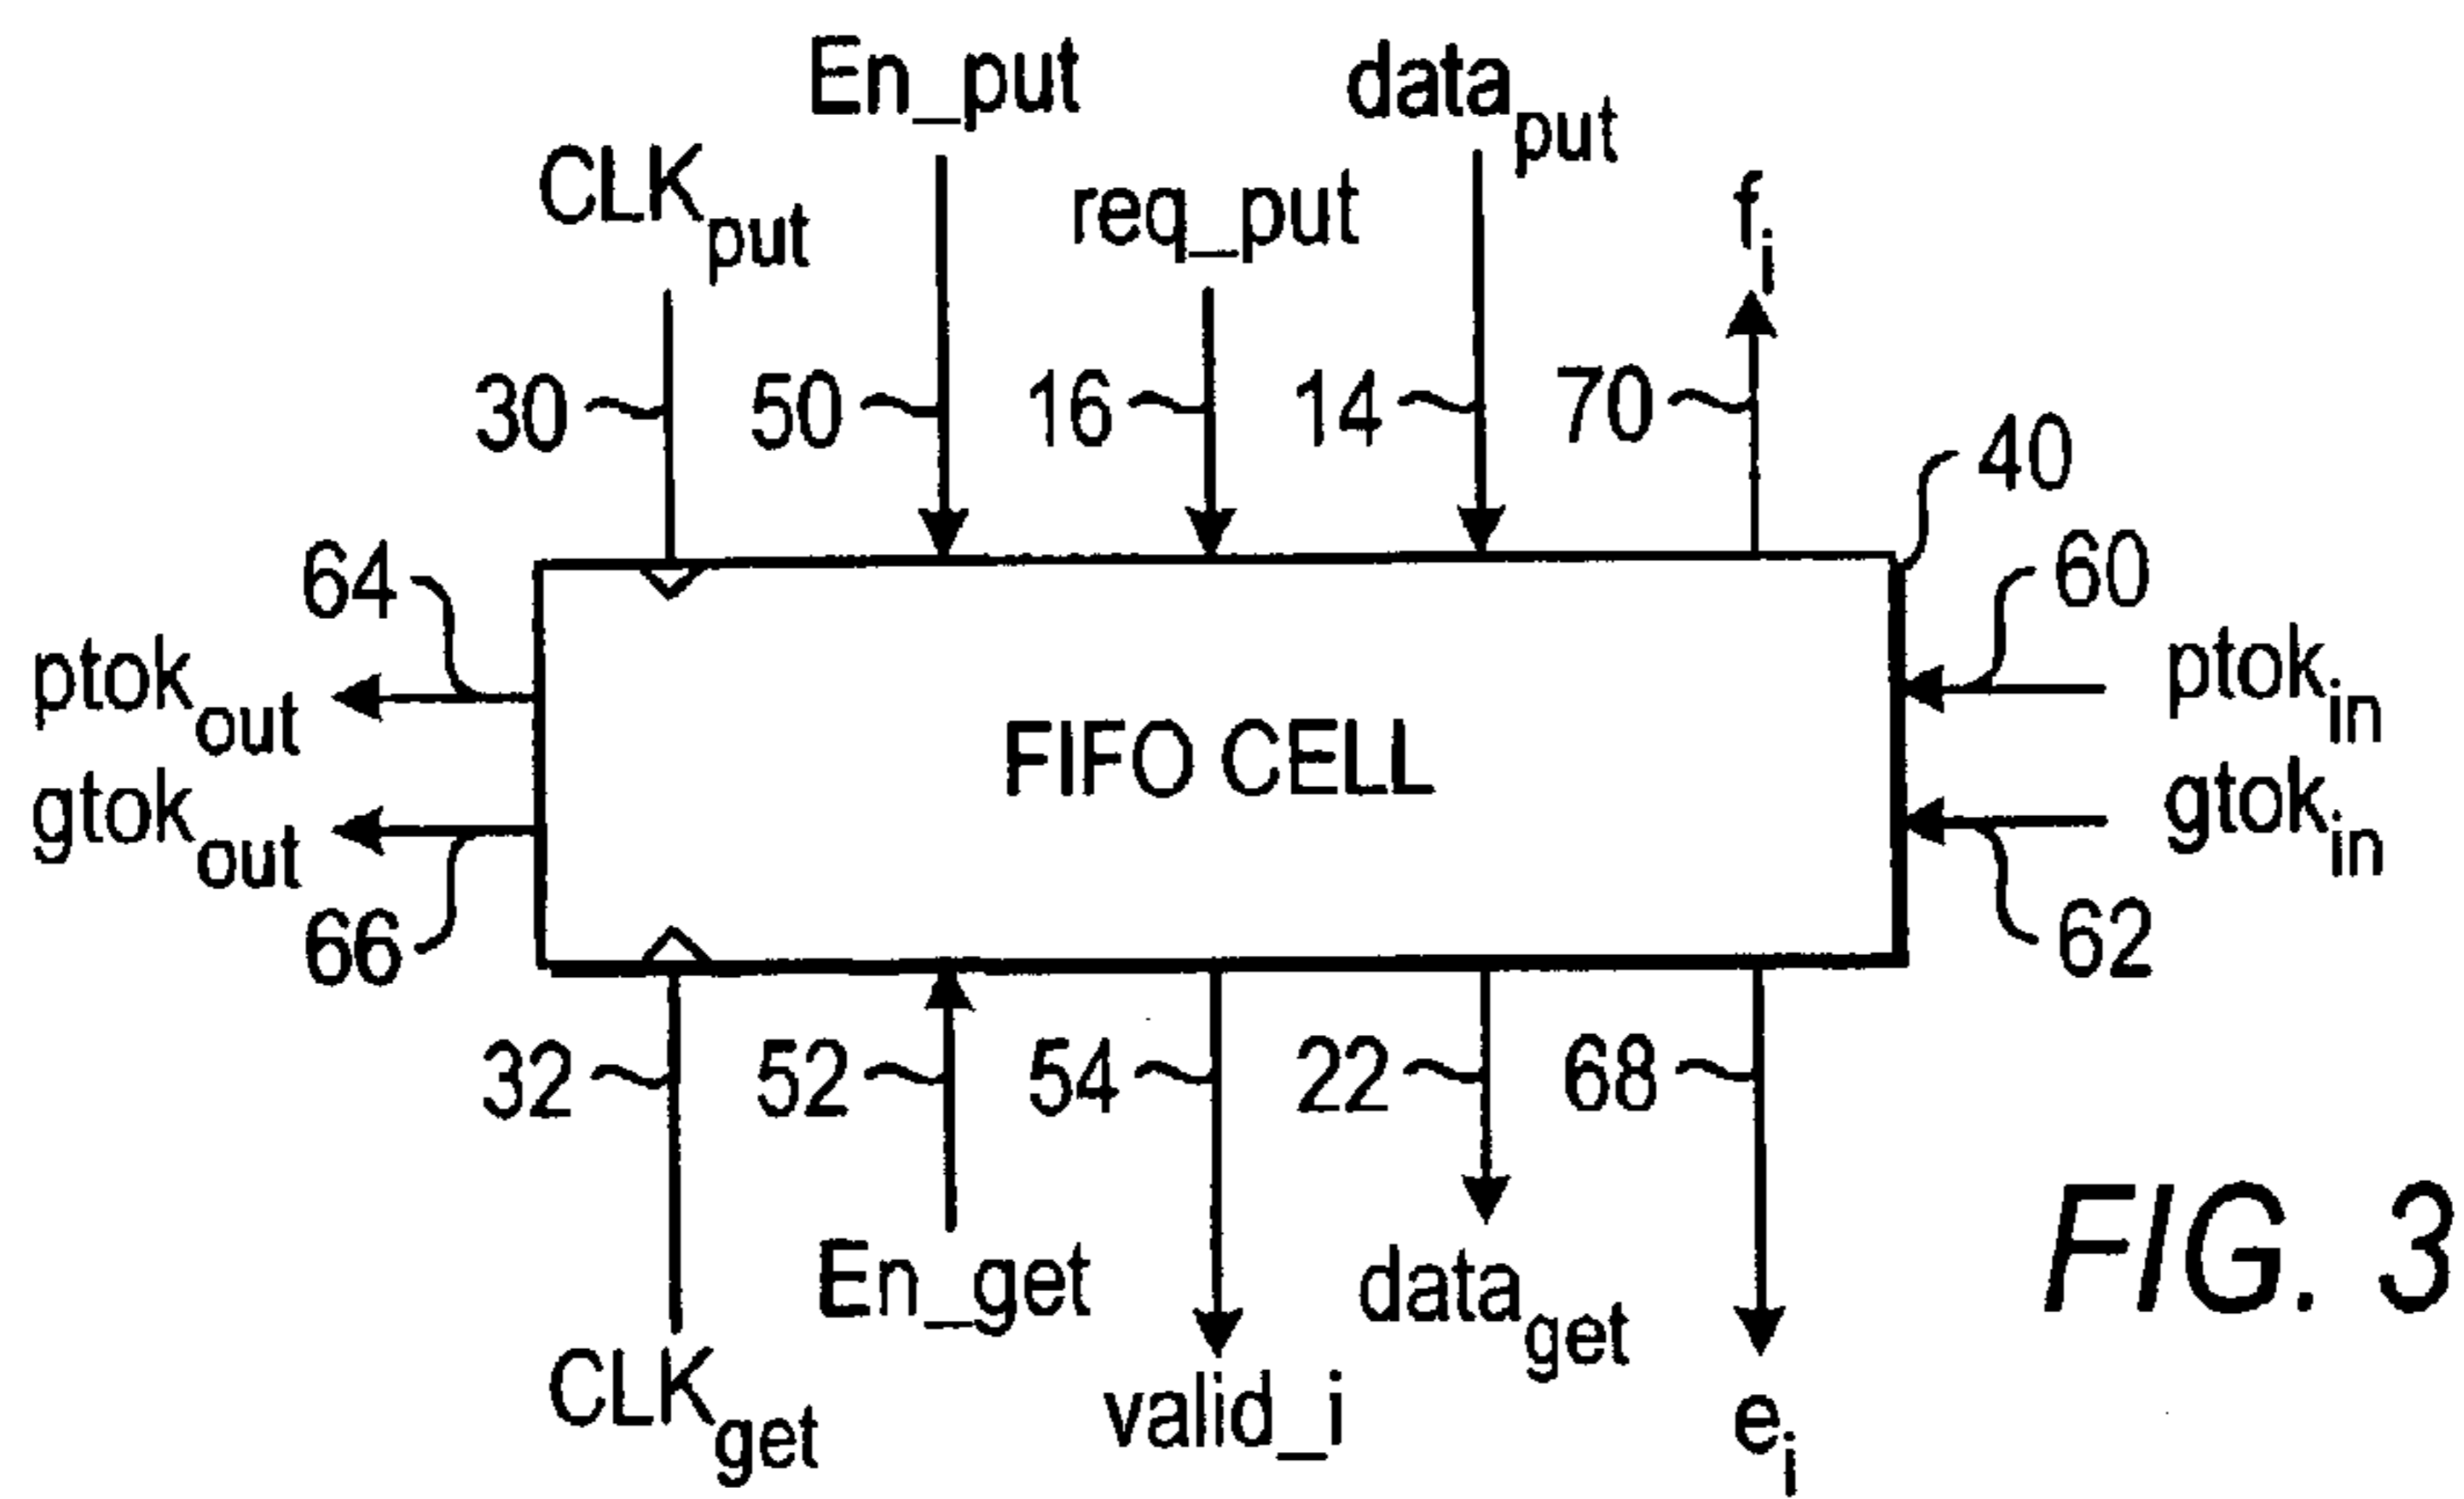 En_put
data put
CLK put
req_put
f i
30
50
16
14
70
40
64
60
ptok out
ptok in
FIFO CELL
gtok out
gtok in
66
62
32
52
54
22
68
En_get
data get
CLK get
valid_i
e i
FIG. 3